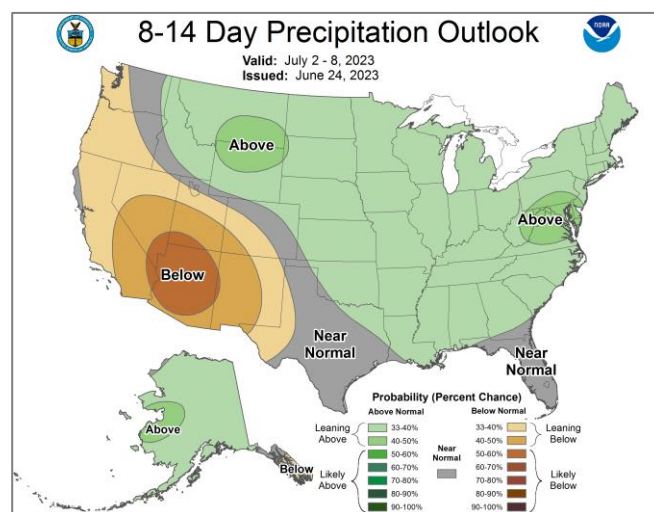 8-14 Day Precipitation Outlook
NOAA
Valid: July 2 - 8, 2023
Issued: June 24, 2023
Above
Above
Below
Near
Normal
Near
Normal
Above
Below
Probability (Percent Chance)
Above Normal
Below Normal
Leaning
Above
33-40%
40-50%
Likely
Above
50-60%
60-70%
70-80%
80-90%
90-100%
Near
Normal
33-40%
40-50%
Leaning
Below
50-60%
60-70%
70-80%
80-90%
90-100%
Likely
Below